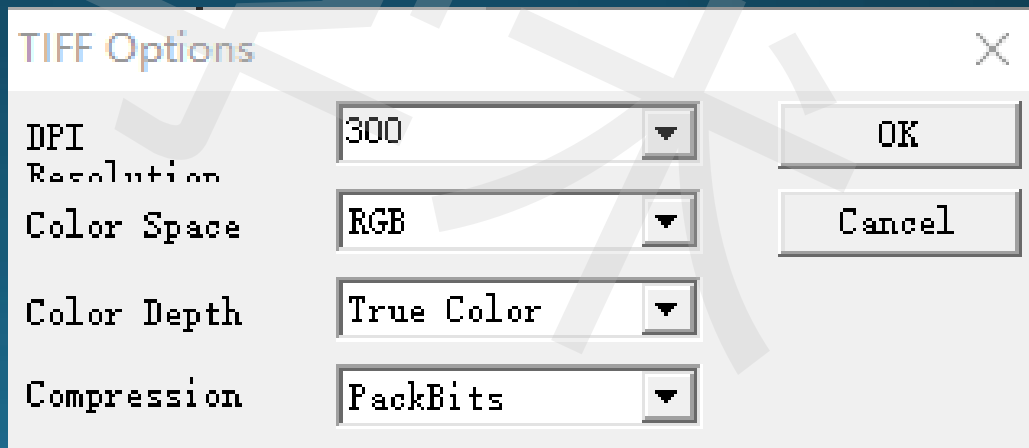 TIFF Options
DPI
Resolution
300
OK
Color Space
RGB
Cancel
Color Depth
True Color
Compression
PackBits